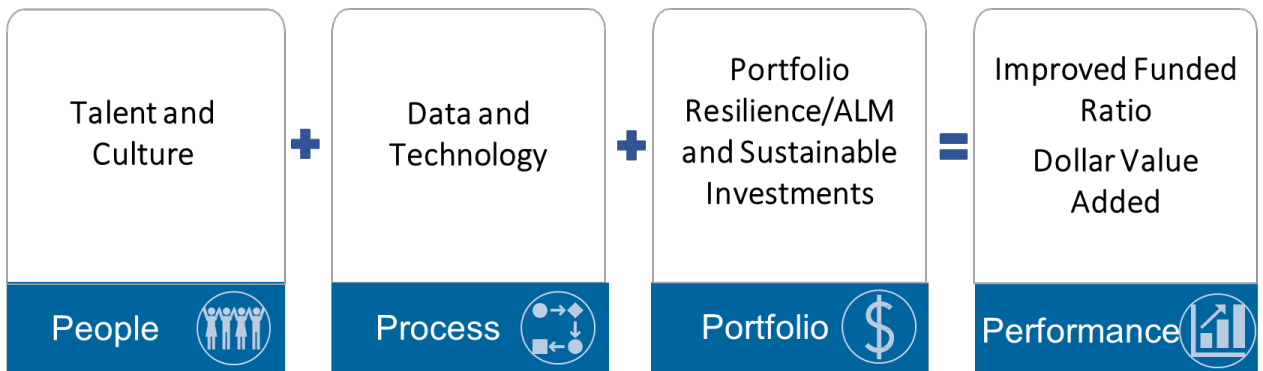 Talent and
Culture
People
Data and
Technology
Process
Portfolio
Resilience/ALM
and Sustainable
Investments
Portfolio
Improved Funded
Ratio
Dollar Value
Added
Performance